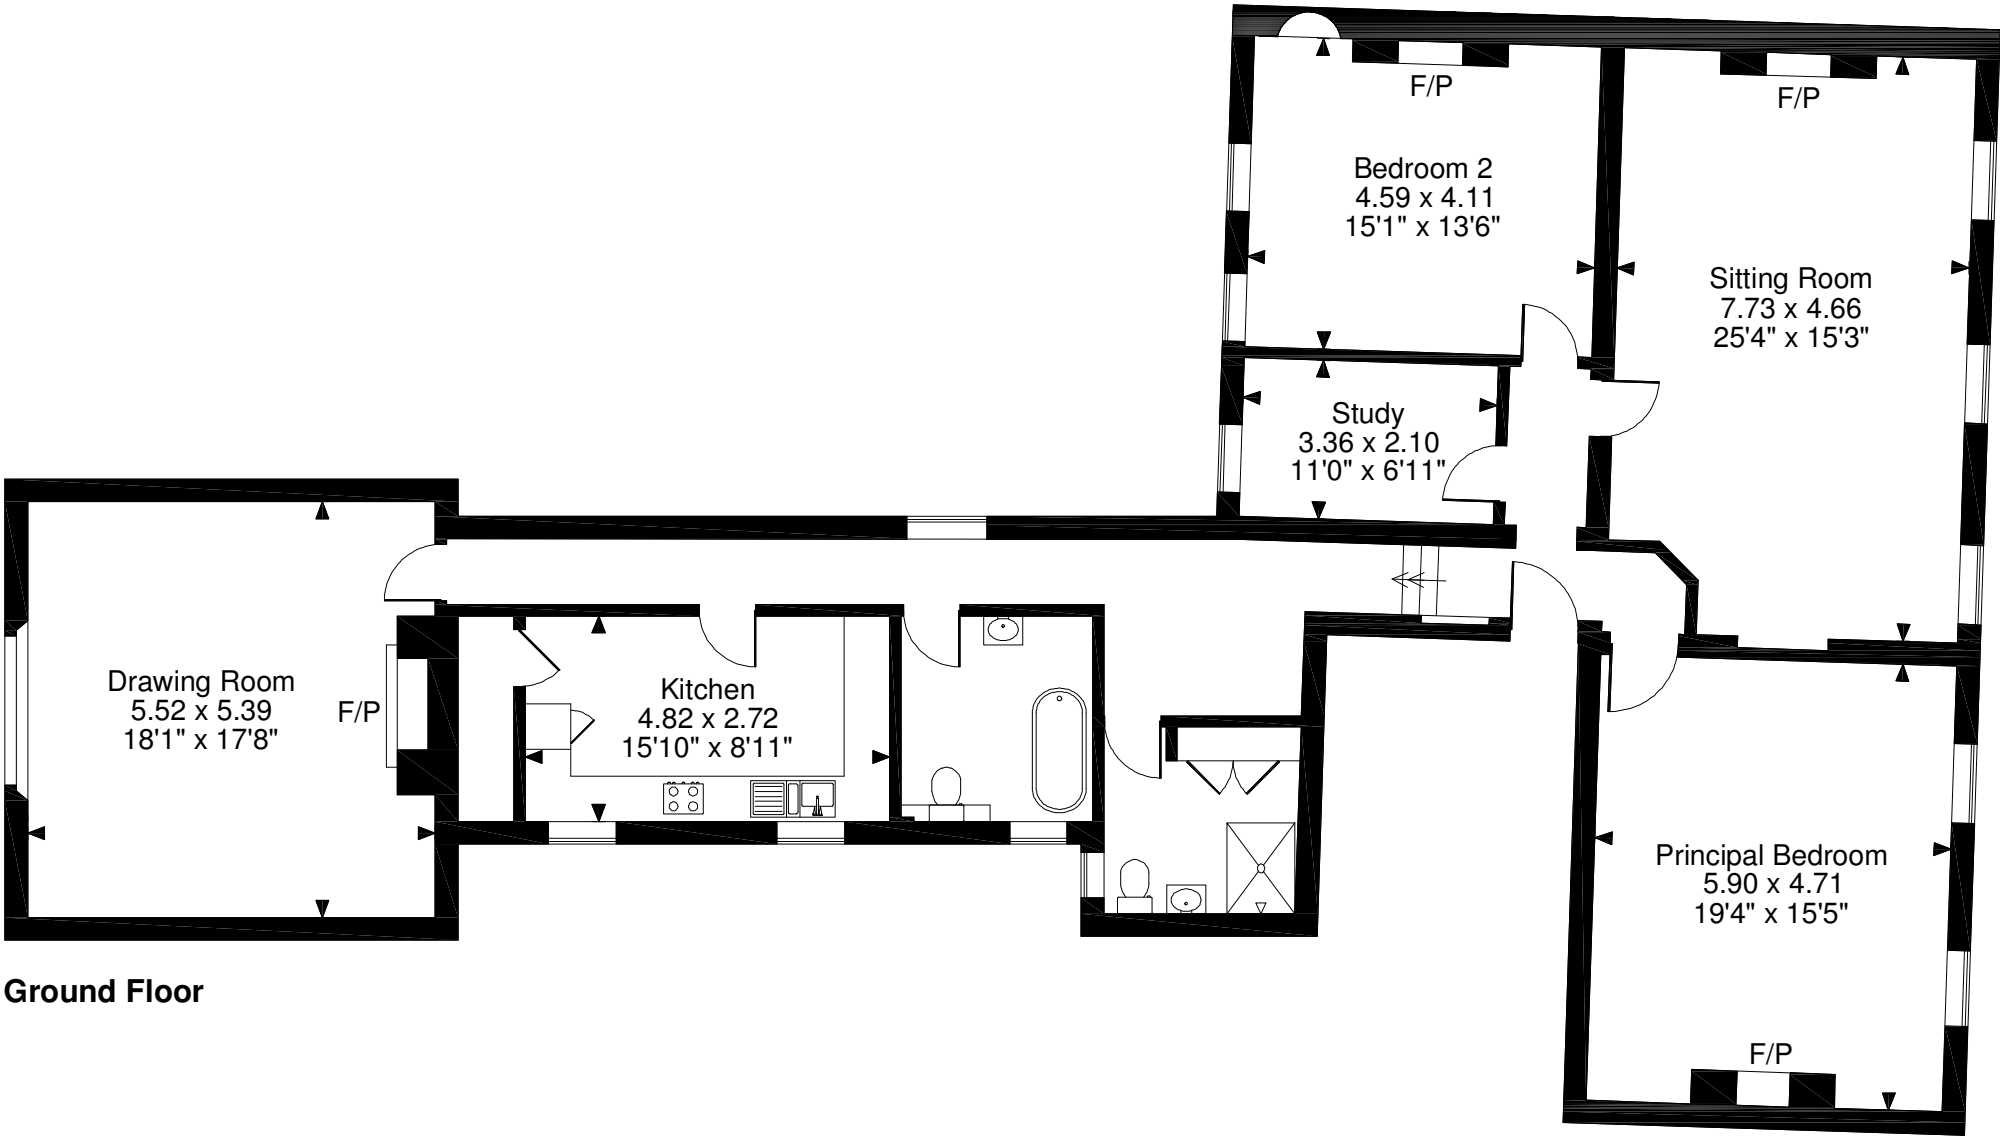 F/P
F/P
Bedroom 2
4.59 x 4.11
15'1" x 13'6"
Sitting Room
7.73 x 4.66
25'4" x 15'3"
Study
3.36 x 2.10
11'0" x 6'11"
Drawing Room
5.52 x 5.39
18'1" x 17'8"
F/P
Kitchen
4.82 x 2.72
15'10" x 8'11"
Principal Bedroom
5.90 x 4.71
19'4" x 15'5"
F/P
Ground Floor